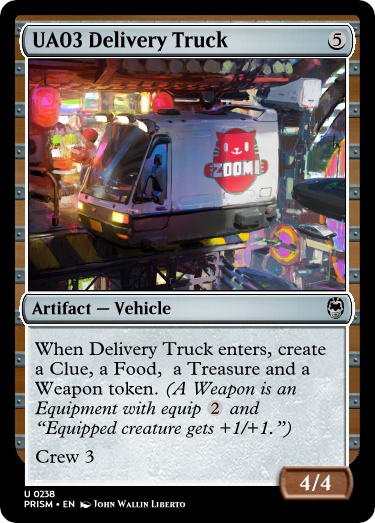 UA03 Delivery Truck
5
ZOOM!
Artifact — Vehicle
When Delivery Truck enters, create
a Clue, a Food,  a Treasure and a
Weapon token. (A Weapon is an
Equipment with equip 2 and
“Equipped creature gets +1/+1.”)
Crew 3
4/4
U 0238
PRISM • EN John Wallin Liberto